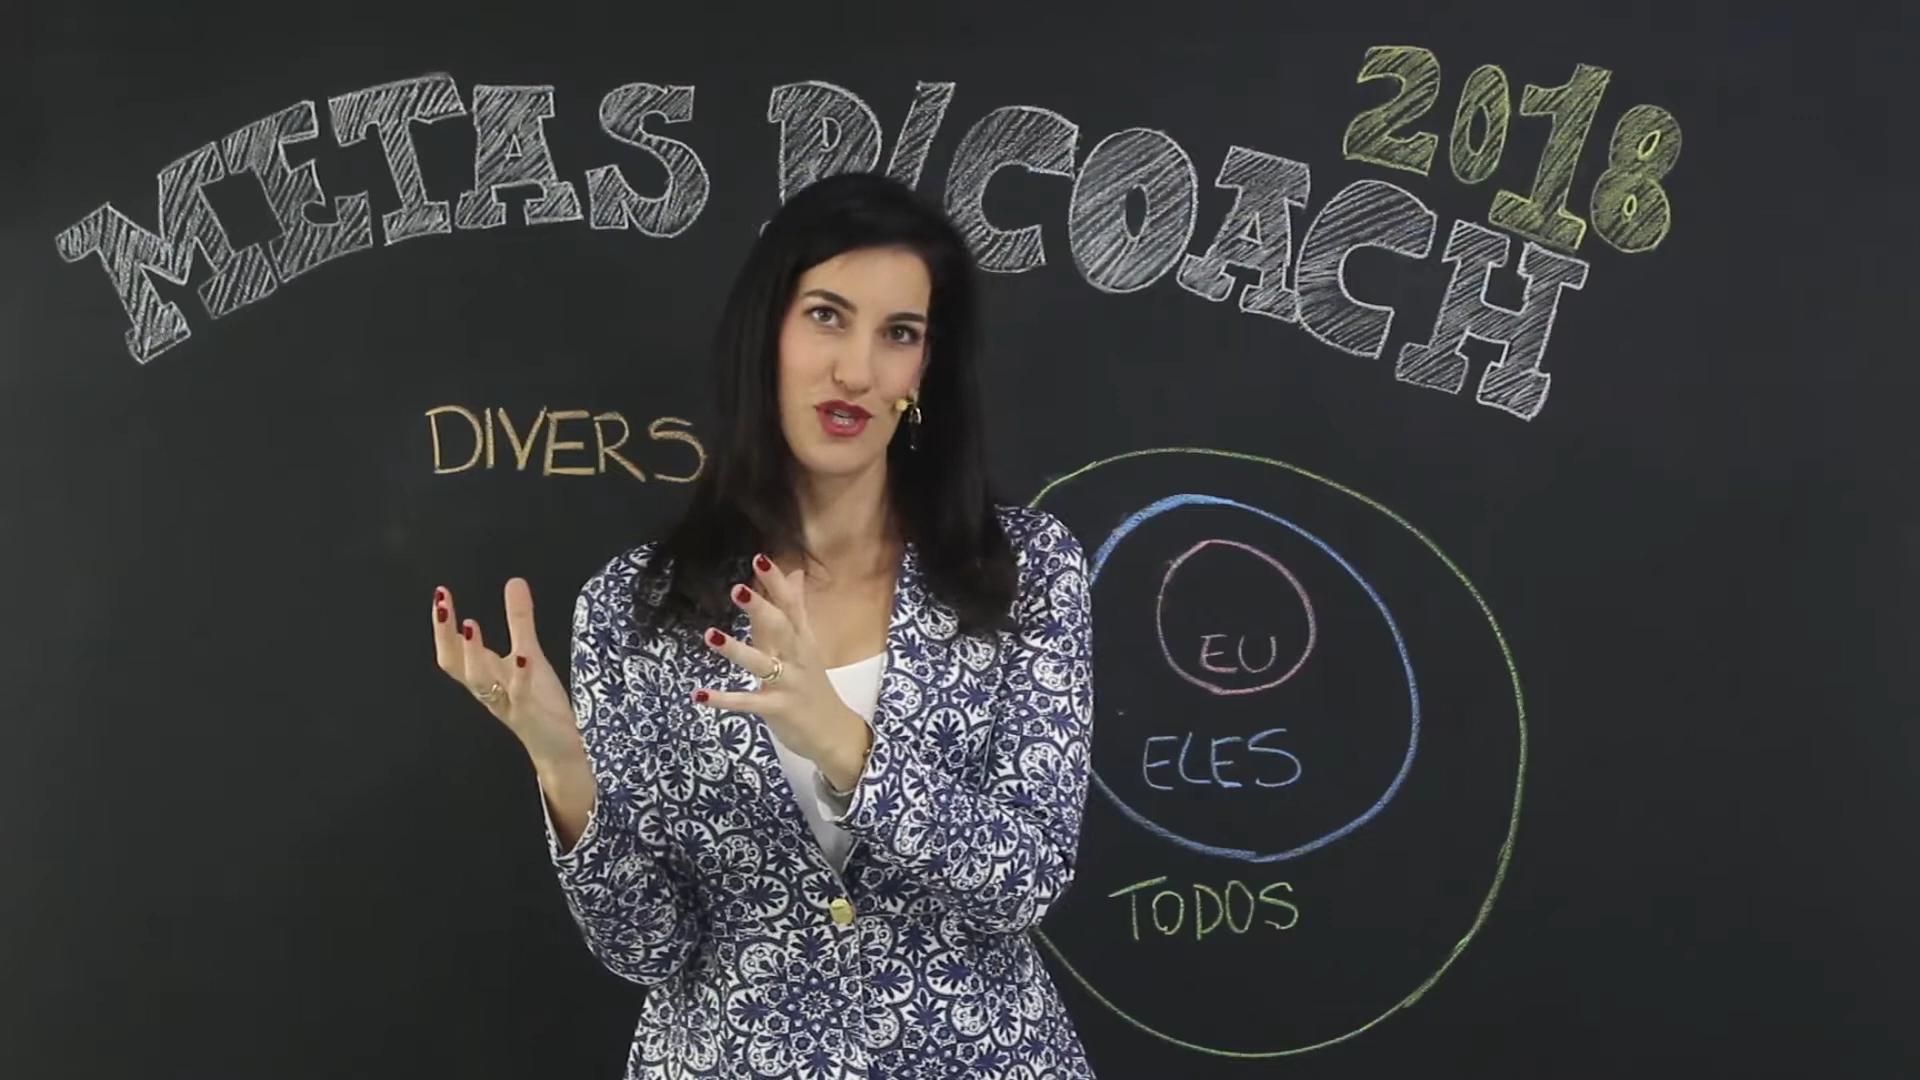 METAS P/ COACH 2018
DIVERS
EU
ELES
TODOS